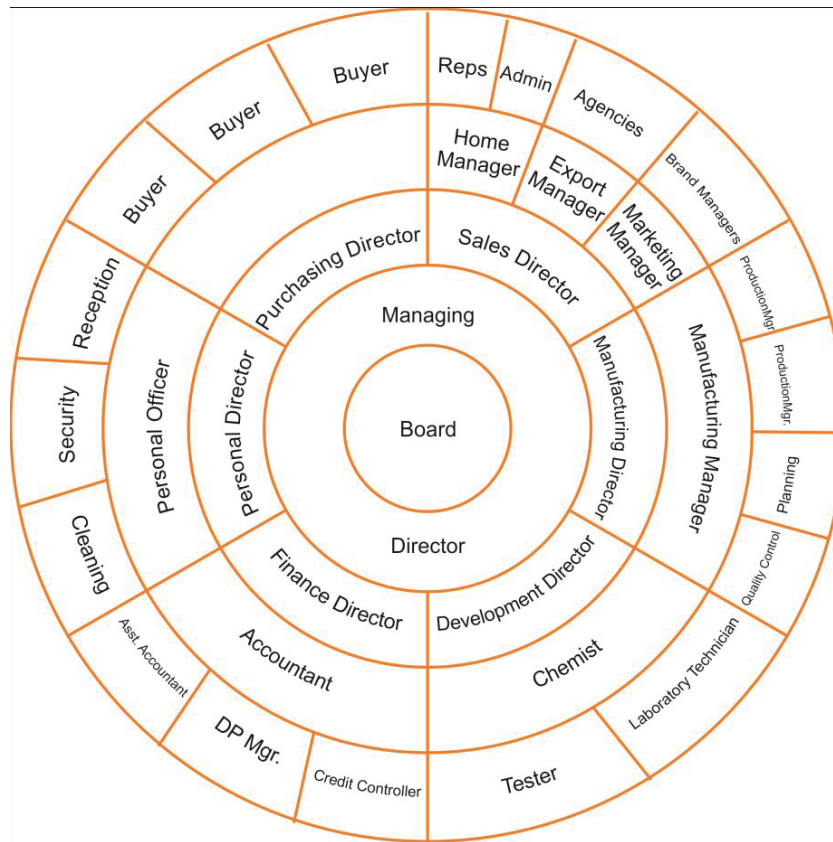 Buyer
Buyer
Buyer
Reps
Admin
Agencies
Brand Managers
Home
Manager
Export
Manager
Marketing
Manager
Purchasing Director
Sales Director
Reception
Security
Cleaning
Personal Officer
Personal Director
Managing
Director
Board
Manufacturing Director
Manufacturing Manager
ProductionMgr.
ProductionMgr.
Planning
Quality Control
Finance Director
Development Director
Accountant
Chemist
Asst. Accountant
DP Mgr.
Credit Controller
Tester
Laboratory Technician